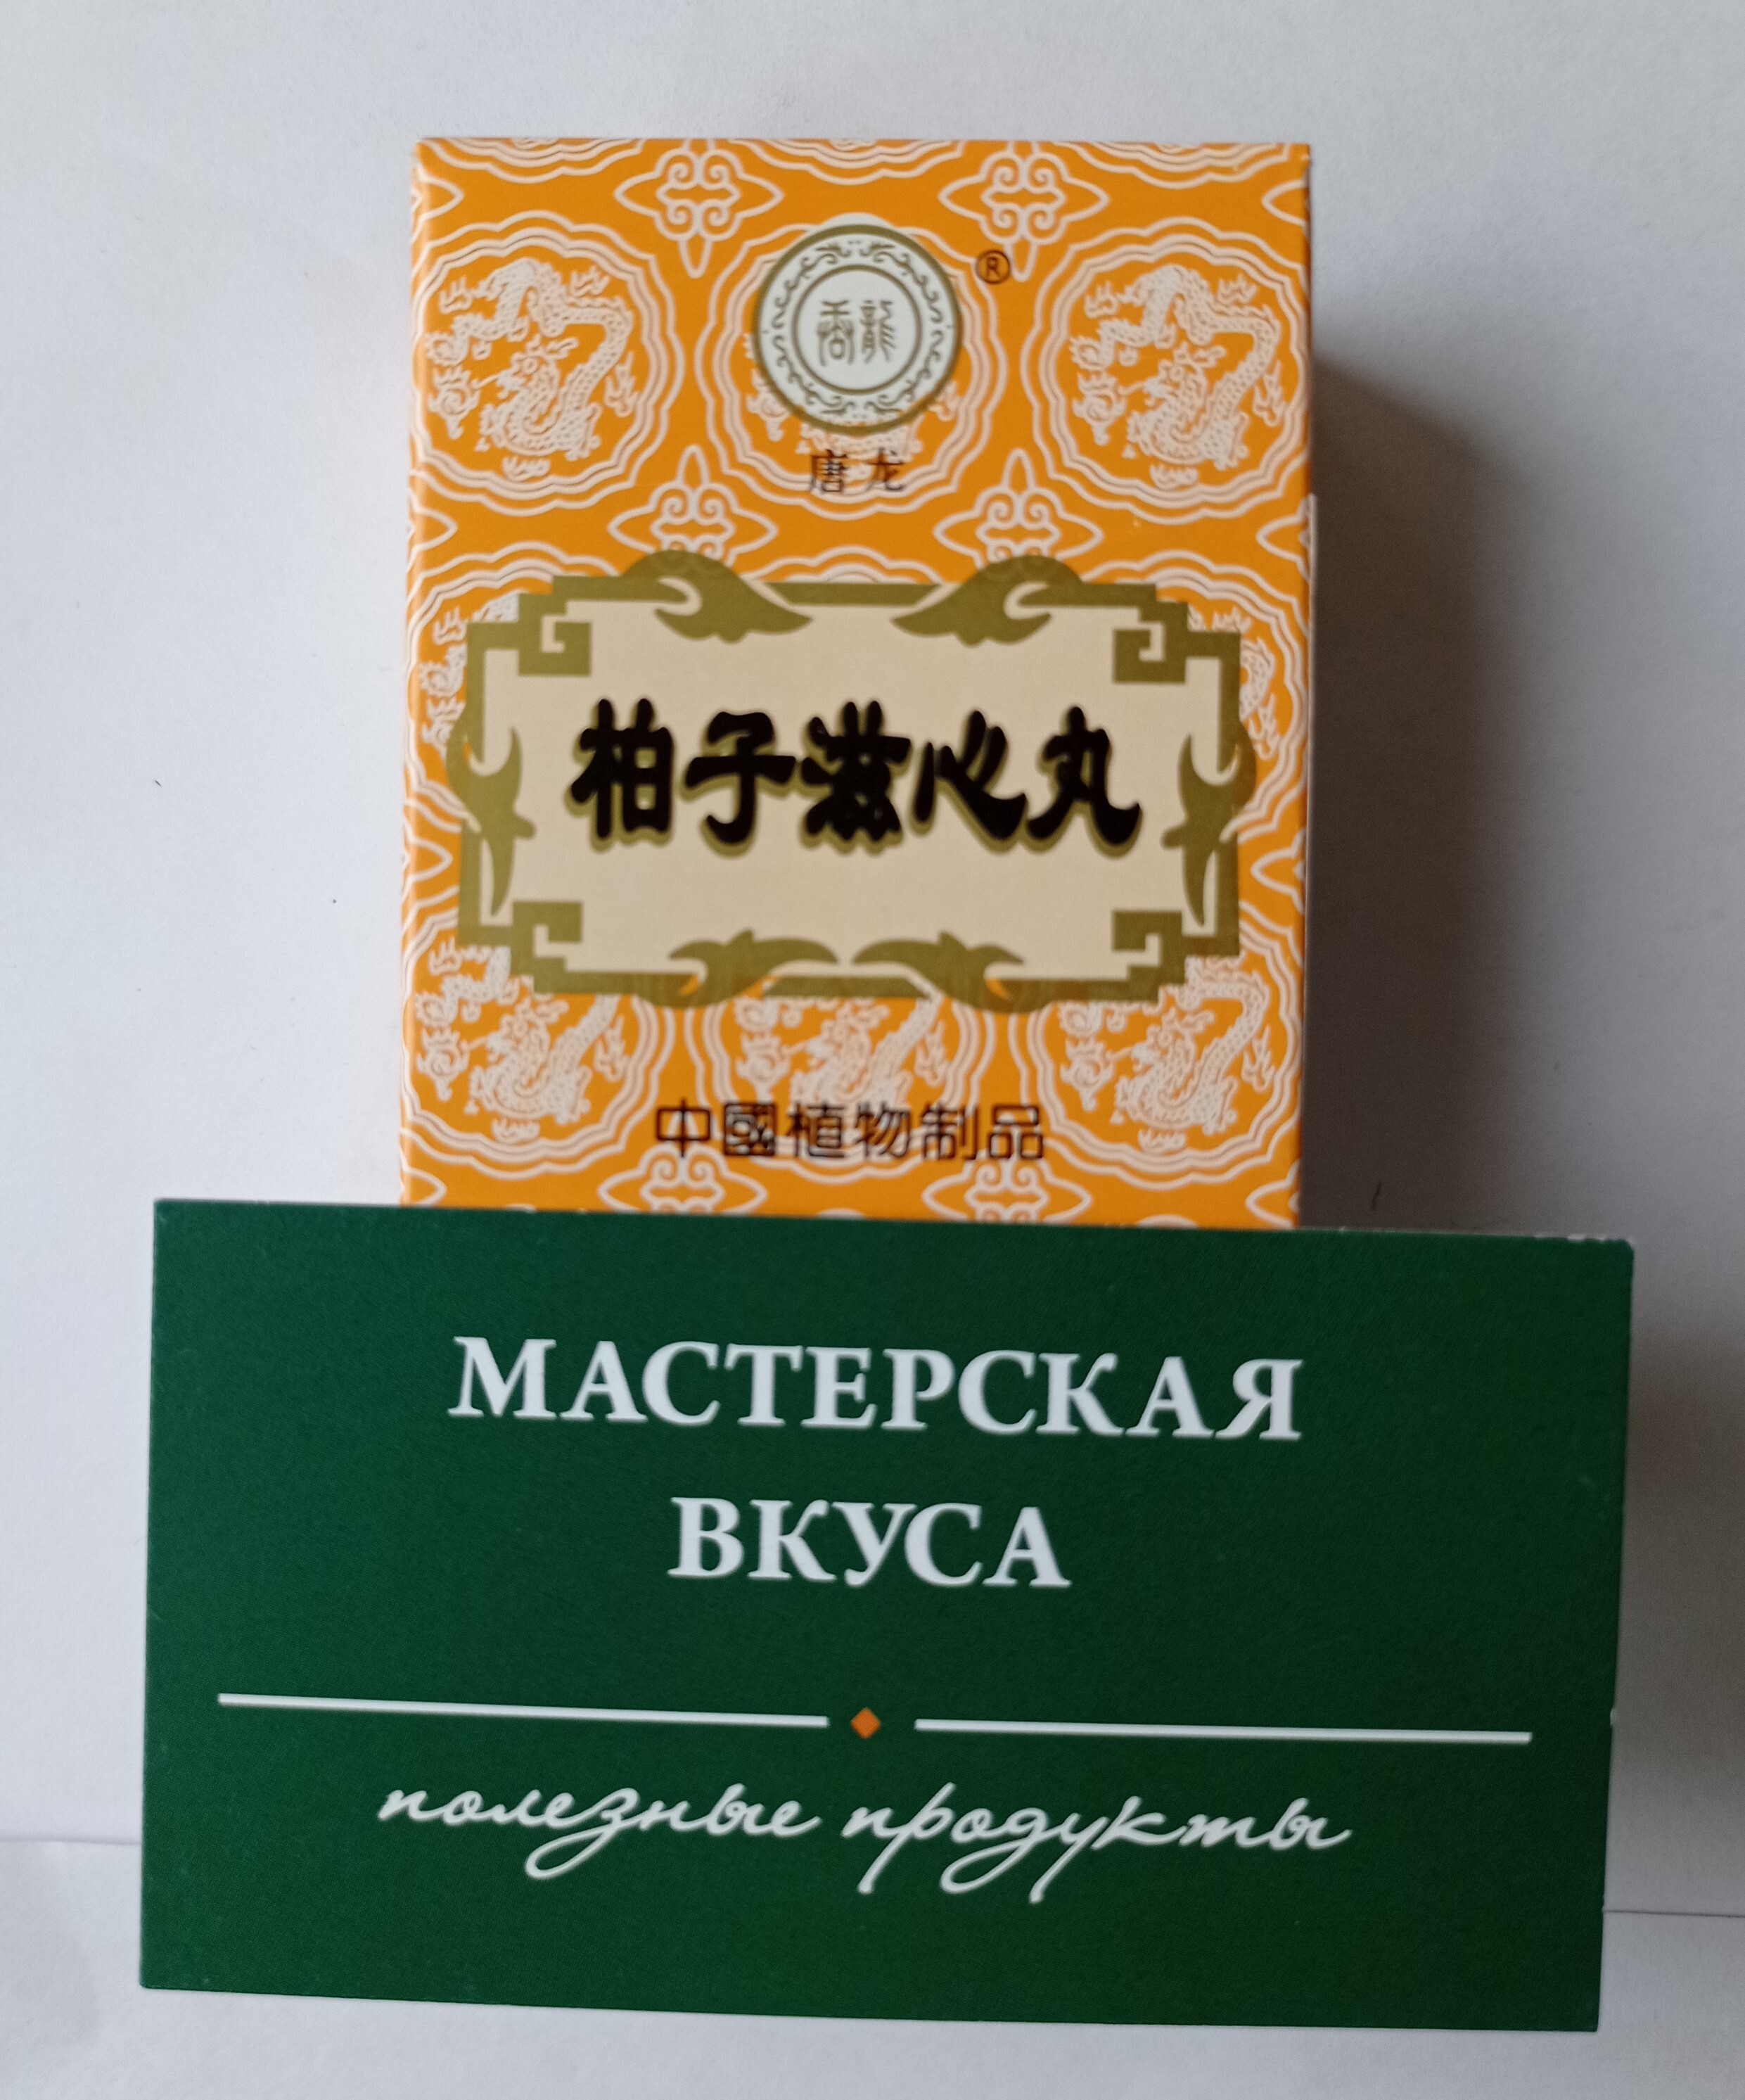 ®
唐龙
柏子滋心丸
中國植物制品
МАСТЕРСКАЯ
ВКУСА
полезные продукты